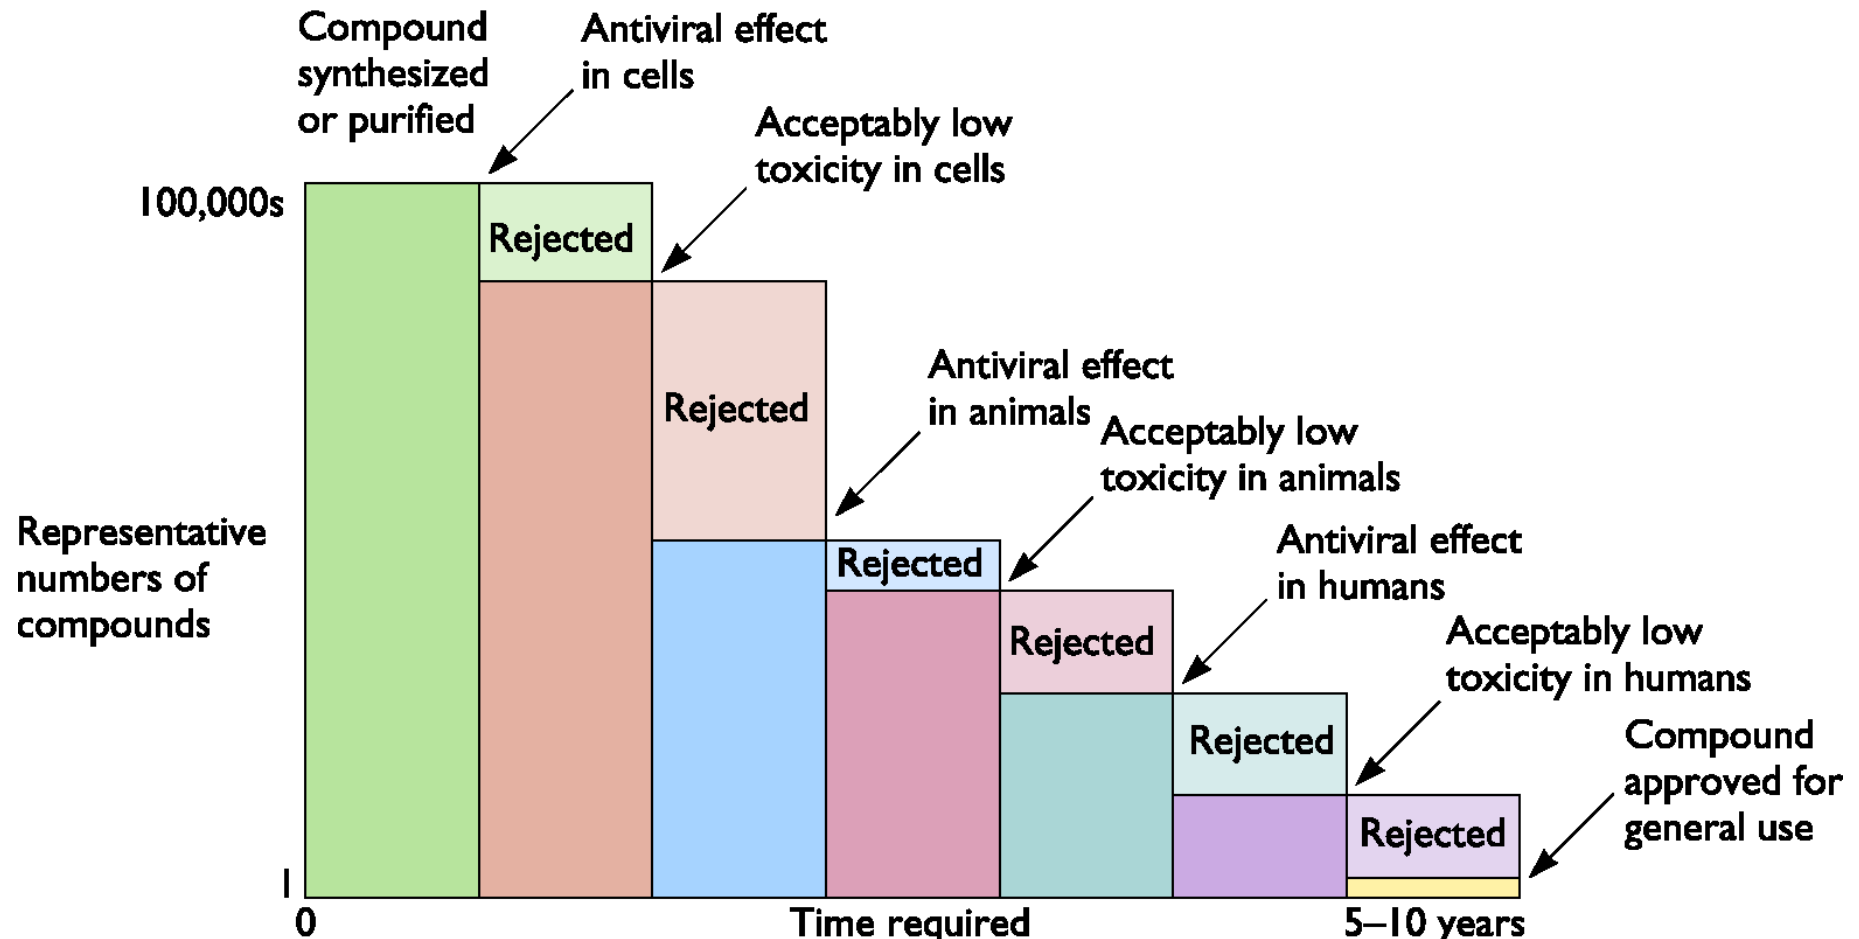 Compound
synthesized
or purified
Antiviral effect
in cells
Acceptably low
toxicity in cells
100,000s
Rejected
Rejected
Antiviral effect
in animals
Acceptably low
toxicity in animals
Representative
numbers of
compounds
Rejected
Antiviral effect
in humans
Rejected
Acceptably low
toxicity in humans
Rejected
Compound
approved for
general use
Rejected
1
0
Time required
5–10 years